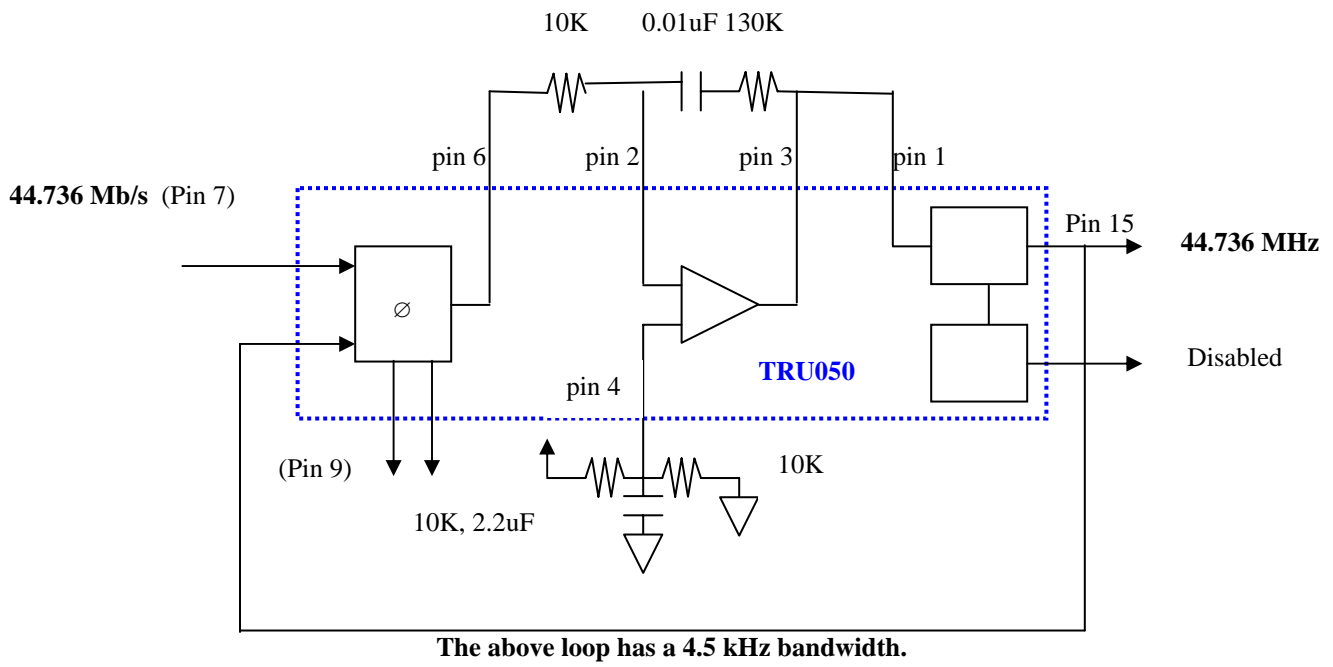 10K 0.01uF 130K
pin 6 pin 2 pin 3 pin 1
44.736 Mb/s (Pin 7)
Pin 15
44.736 MHz
∅
Disabled
TRU050
pin 4
(Pin 9)
10K
10K, 2.2uF
The above loop has a 4.5 kHz bandwidth.